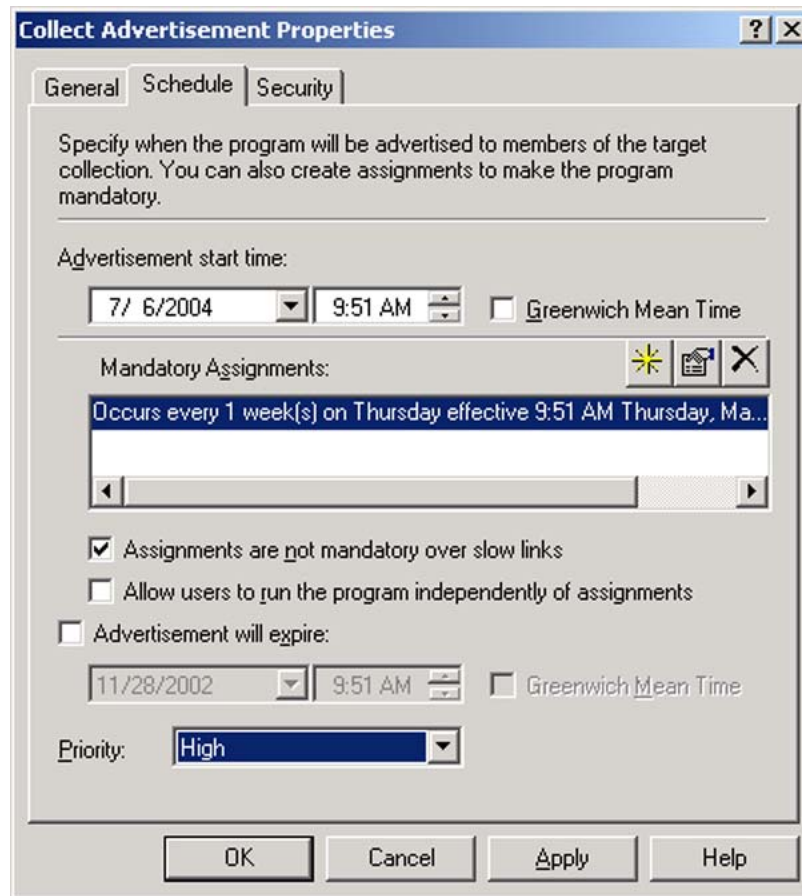 Collect Advertisement Properties
General Schedule Security
Specify when the program will be advertised to members of the target
collection. You can also create assignments to make the program
mandatory.
Advertisement start time:
7/ 6/2004 9:51 AM Greenwich Mean Time
Mandatory Assignments:
Occurs every 1 week(s) on Thursday effective 9:51 AM Thursday, Ma...
Assignments are not mandatory over slow links
Allow users to run the program independently of assignments
Advertisement will expire:
11/28/2002 9:51 AM Greenwich Mean Time
Priority: High
OK Cancel Apply Help